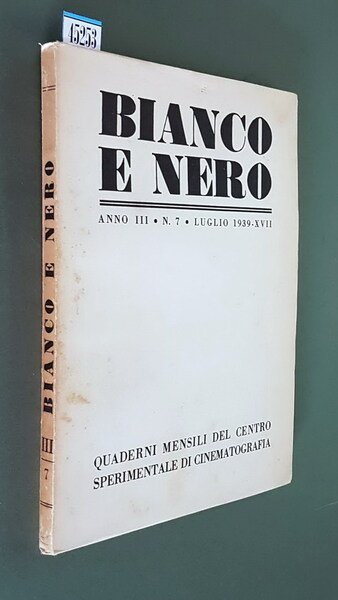 45253
BIANCO
E NERO
ANNO III • N. 7 • LUGLIO 1939-XVII
QUADERNI MENSILI DEL CENTRO
SPERIMENTALE DI CINEMATOGRAFIA
BIANCO E NERO
III
7